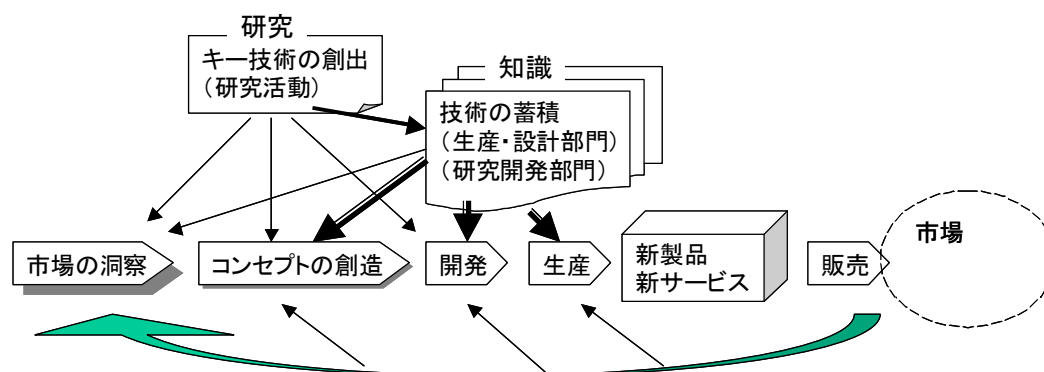 研究
キー技術の創出
（研究活動）
知識
技術の蓄積
（生産・設計部門）
（研究開発部門）
市場の洞察
コンセプトの創造
開発
生産
新製品
新サービス
販売
市場